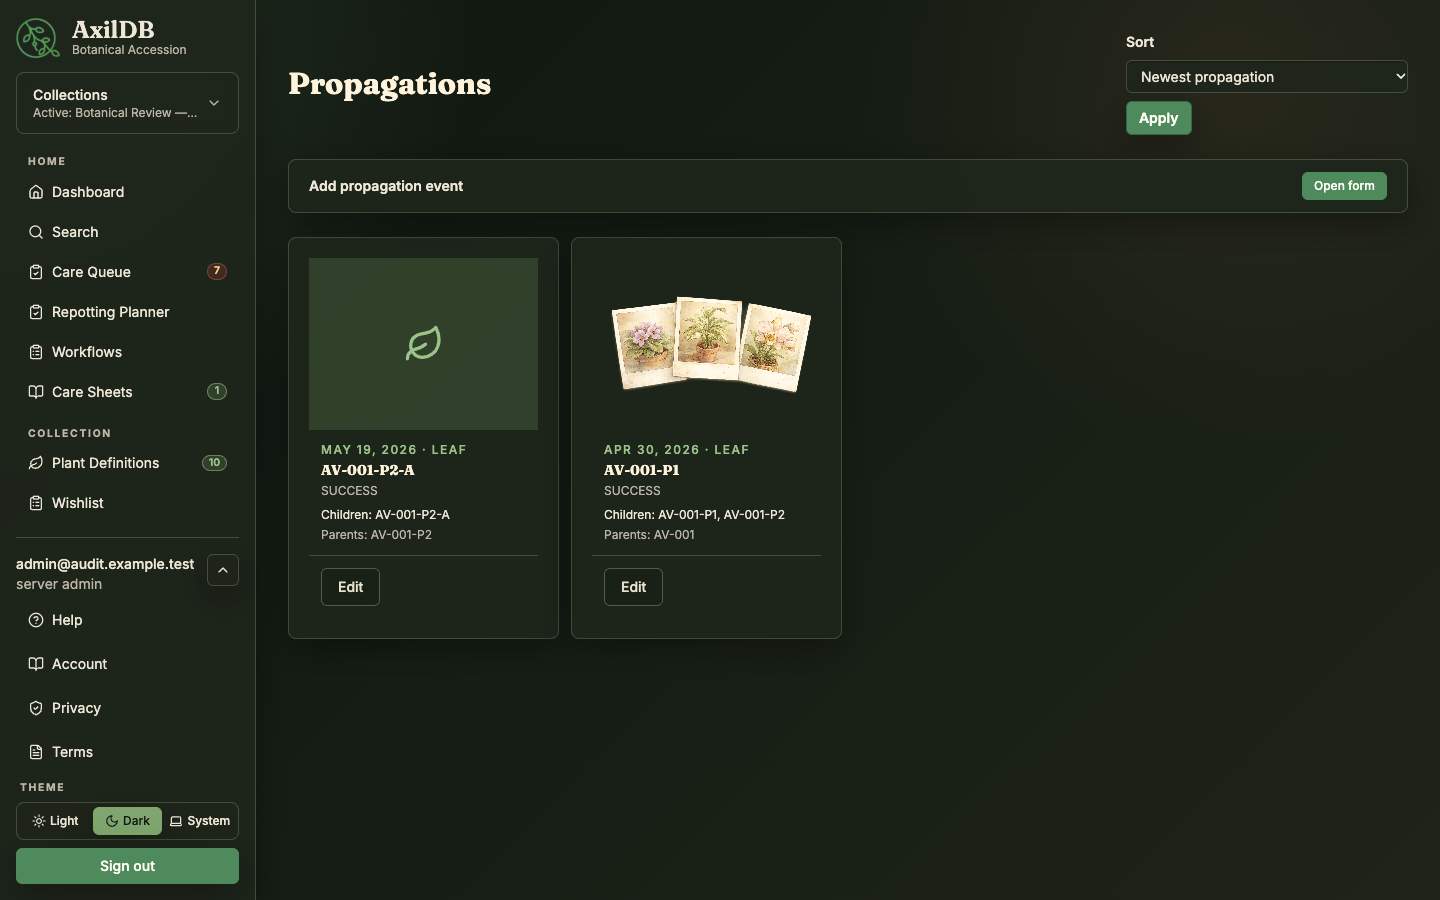 AxilDB
Botanical Accession
Collections
Active: Botanical Review —...
HOME
Dashboard
Search
Care Queue 7
Repotting Planner
Workflows
Care Sheets 1
COLLECTION
Plant Definitions 10
Wishlist
admin@audit.example.test
server admin
Help
Account
Privacy
Terms
THEME
Light Dark System
Sign out
Propagations
Sort
Newest propagation
Apply
Add propagation event
Open form
MAY 19, 2026 · LEAF
AV-001-P2-A
SUCCESS
Children: AV-001-P2-A
Parents: AV-001-P2
Edit
APR 30, 2026 · LEAF
AV-001-P1
SUCCESS
Children: AV-001-P1, AV-001-P2
Parents: AV-001
Edit